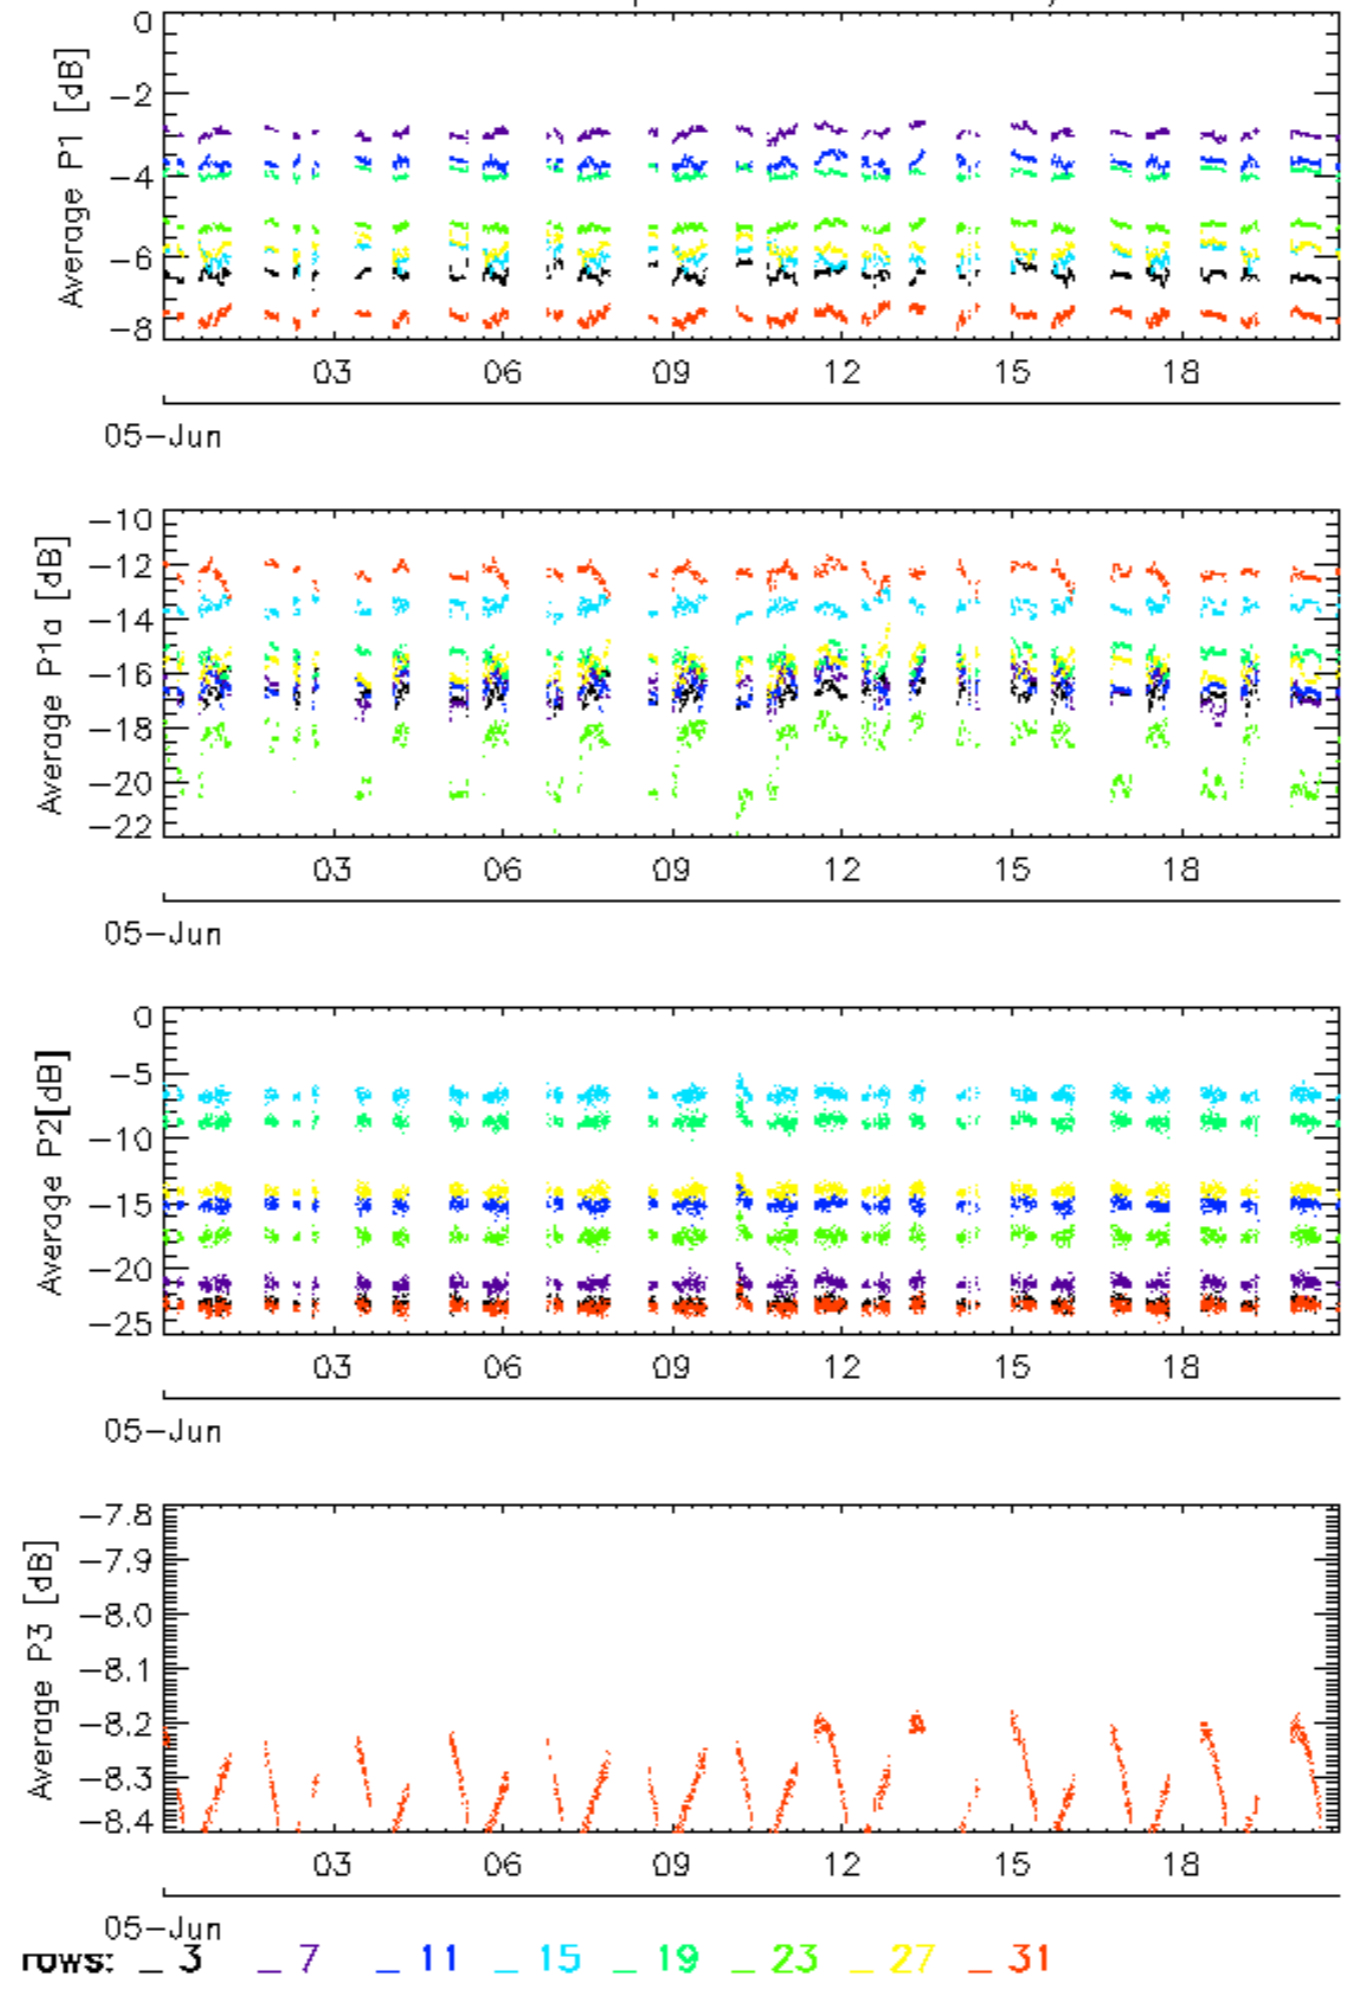 0
-2
-4
-6
-8
Average P1 [dB]
03 06 09 12 15 18
05-Jun
-10
-12
-14
-16
-18
-20
-22
Average P1a [dB]
03 06 09 12 15 18
05-Jun
0
-5
-10
-15
-20
-25
Average P2[dB]
03 06 09 12 15 18
05-Jun
-7.8
-7.9
-8.0
-8.1
-8.2
-8.3
-8.4
Average P3 [dB]
03 06 09 12 15 18
05-Jun
rows: _ 3 _ 7 _ 11 _ 15 _ 19 _ 23 _ 27 _ 31